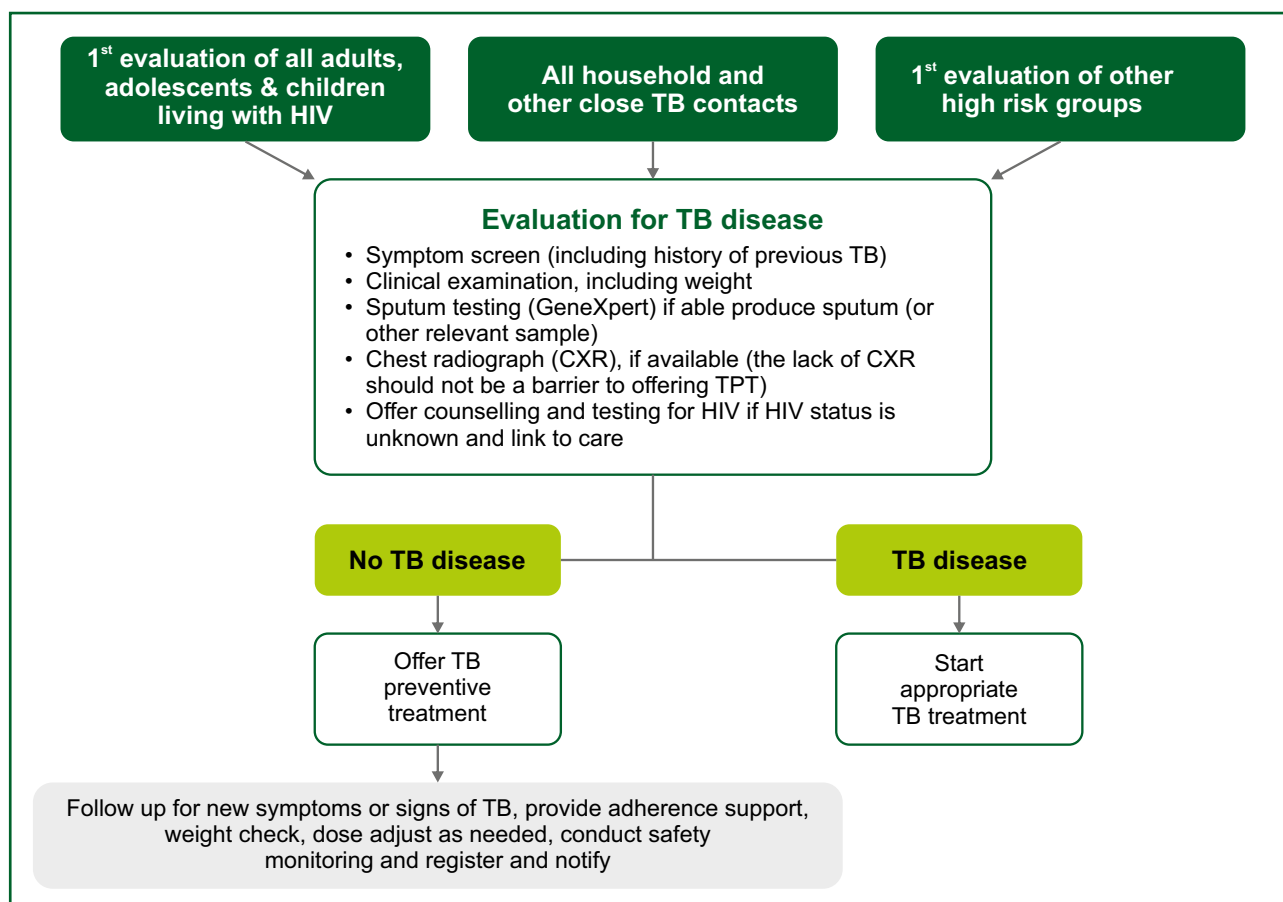 1st evaluation of all adults,
adolescents & children
living with HIV
All household and
other close TB contacts
1st evaluation of other
high risk groups
Evaluation for TB disease
• Symptom screen (including history of previous TB)
• Clinical examination, including weight
• Sputum testing (GeneXpert) if able produce sputum (or
other relevant sample)
• Chest radiograph (CXR), if available (the lack of CXR
should not be a barrier to offering TPT)
• Offer counselling and testing for HIV if HIV status is
unknown and link to care
No TB disease
TB disease
Offer TB
preventive
treatment
Start
appropriate
TB treatment
Follow up for new symptoms or signs of TB, provide adherence support,
weight check, dose adjust as needed, conduct safety
monitoring and register and notify